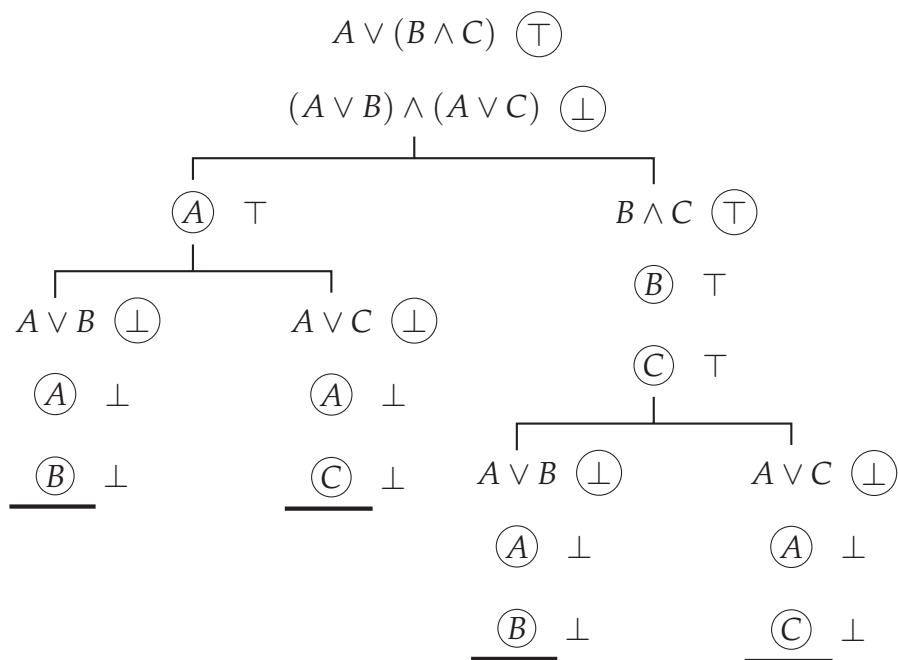 A ∨ (B ∧ C) ⊤
(A ∨ B) ∧ (A ∨ C) ⊥
A ⊤
B ∧ C ⊤
B ⊤
A ∨ B ⊥
A ∨ C ⊥
C ⊤
A ⊥
A ⊥
B ⊥
C ⊥
A ∨ B ⊥
A ∨ C ⊥
A ⊥
A ⊥
B ⊥
C ⊥